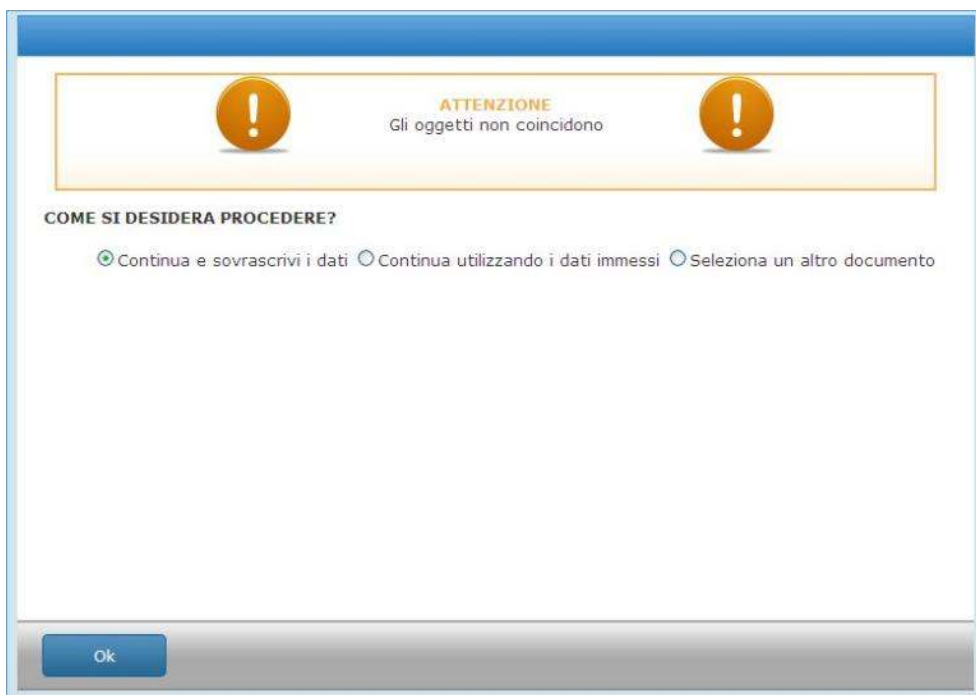 ATTENZIONE
Gli oggetti non coincidono
COME SI DESIDERA PROCEDERE?
Continua e sovrascrivi i dati Continua utilizzando i dati immessi Seleziona un altro documento
Ok